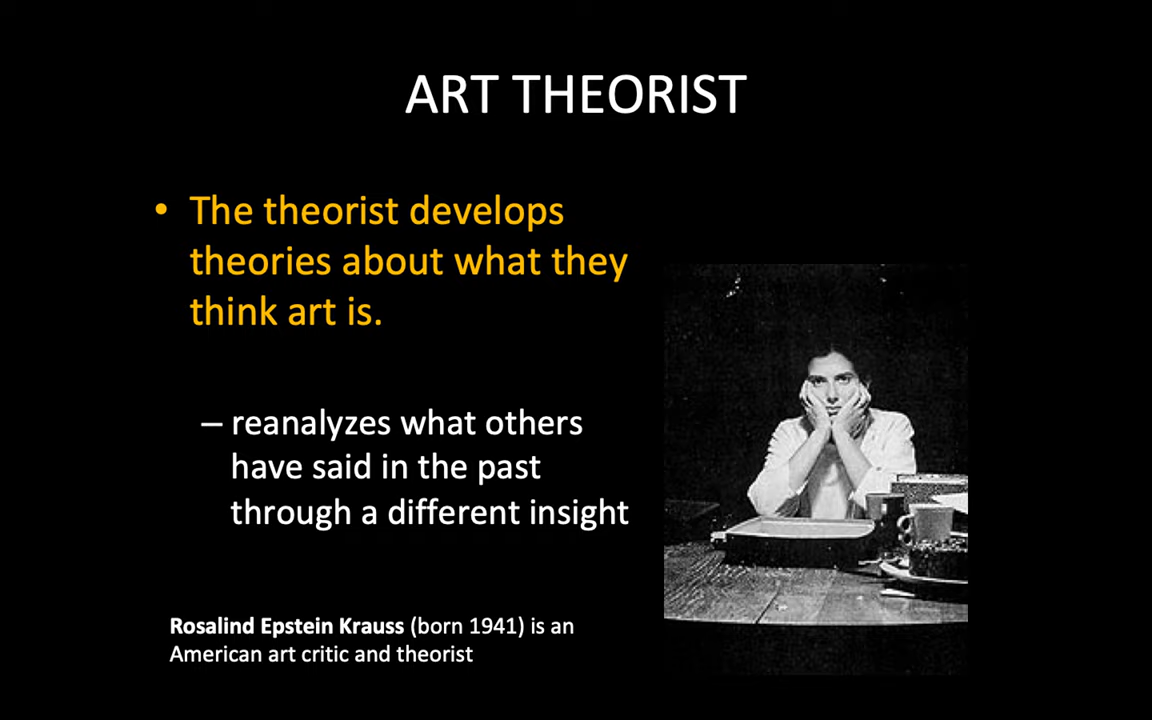 ART THEORIST
• The theorist develops
theories about what they
think art is.
– reanalyzes what others
have said in the past
through a different insight
Rosalind Epstein Krauss (born 1941) is an
American art critic and theorist